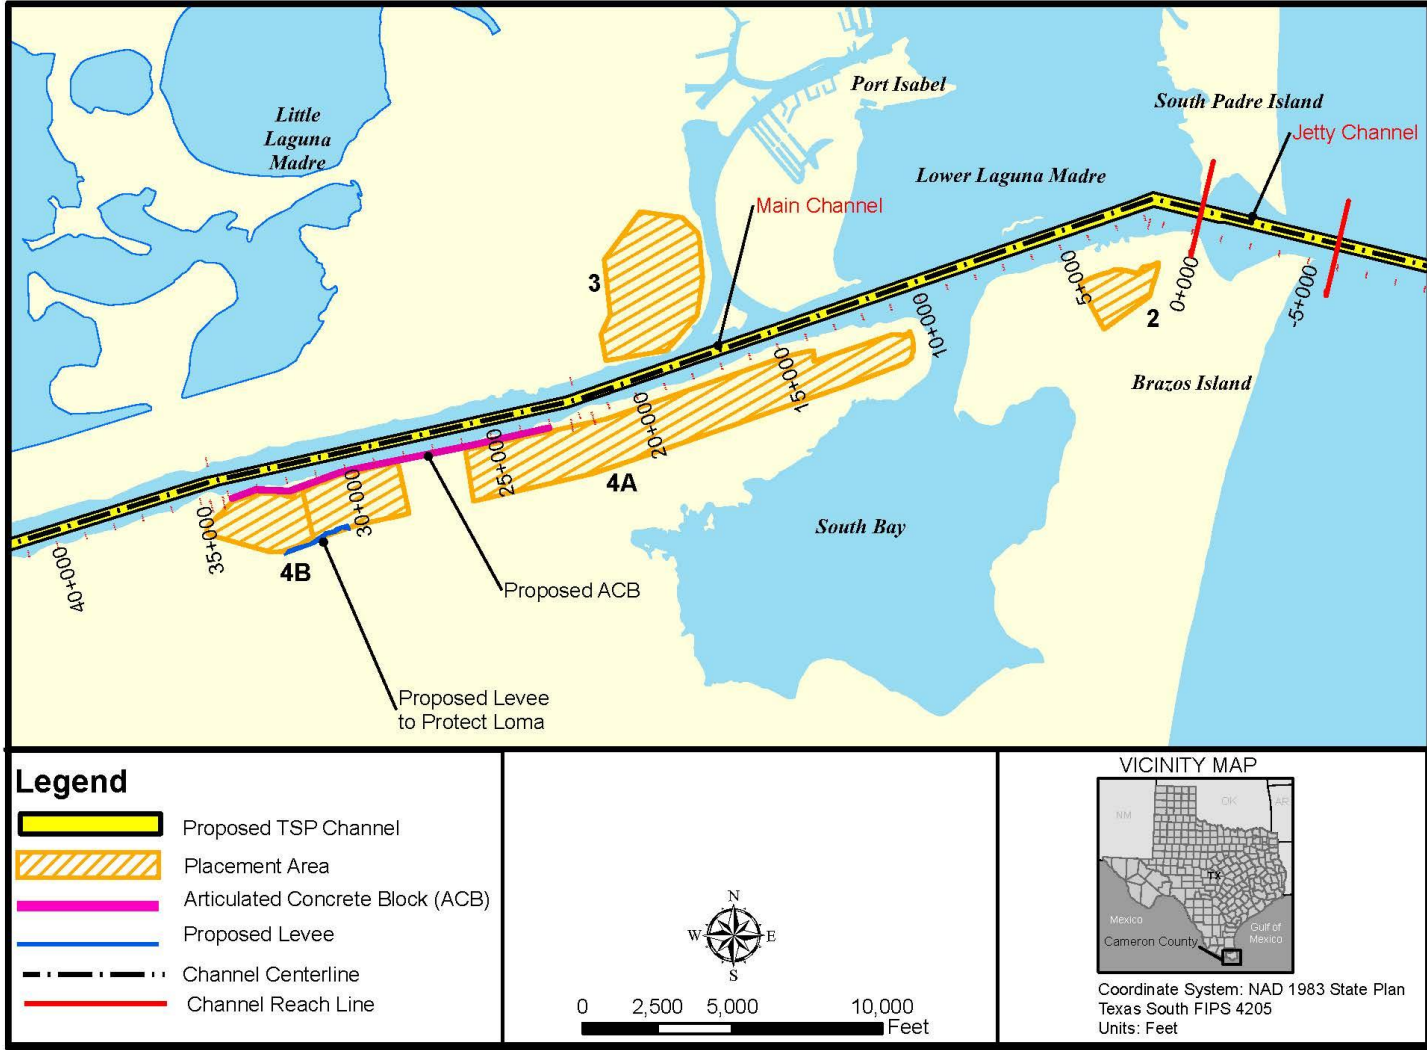 Little
Laguna
Madre
Port Isabel
South Padre Island
Jetty Channel
Lower Laguna Madre
Main Channel
3
5+000
2
0+000
-5+000
10+000
Brazos Island
15+000
20+000
25+000
4A
30+000
South Bay
35+000
4B
40+000
Proposed ACB
Proposed Levee
to Protect Loma
Legend
Proposed TSP Channel
Placement Area
Articulated Concrete Block (ACB)
Proposed Levee
Channel Centerline
Channel Reach Line
N
W E
S
0 2,500 5,000 10,000
Feet
VICINITY MAP
NM
OK
AR
TX
Mexico
Gulf of
Mexico
Cameron County
Coordinate System: NAD 1983 State Plan
Texas South FIPS 4205
Units: Feet